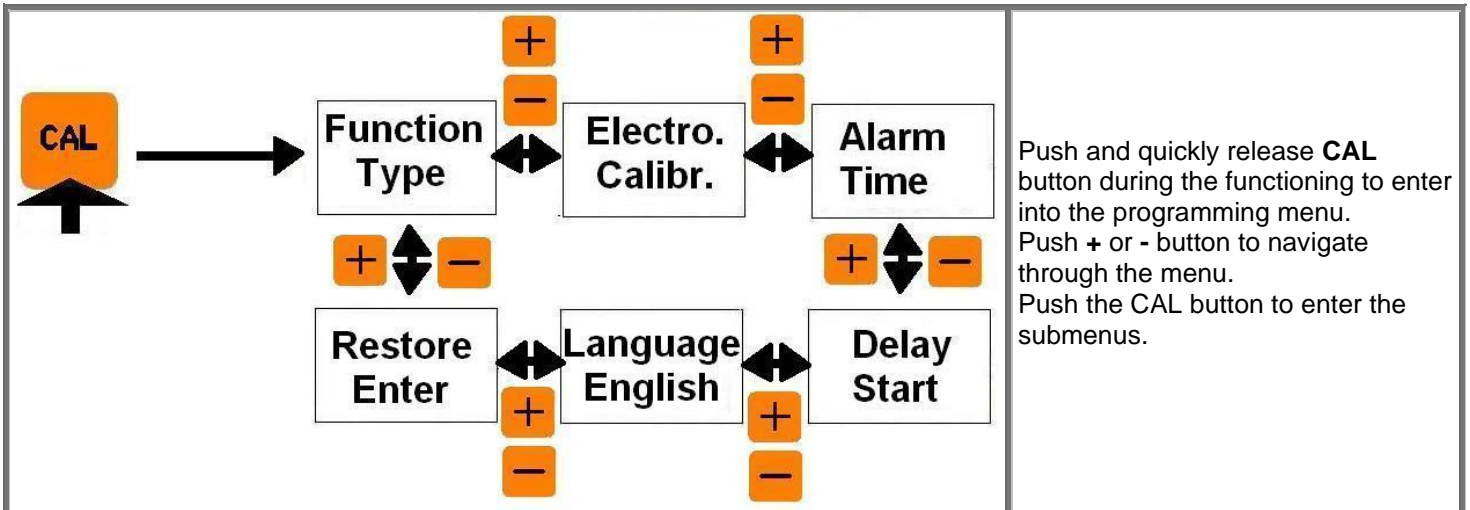 CAL
+
−
+
−
Function
Type
Electro.
Calibr.
Alarm
Time
+
−
+
−
Restore
Enter
Language
English
Delay
Start
+
−
+
−
Push and quickly release CAL
button during the functioning to enter
into the programming menu.
Push + or - button to navigate
through the menu.
Push the CAL button to enter the
submenus.